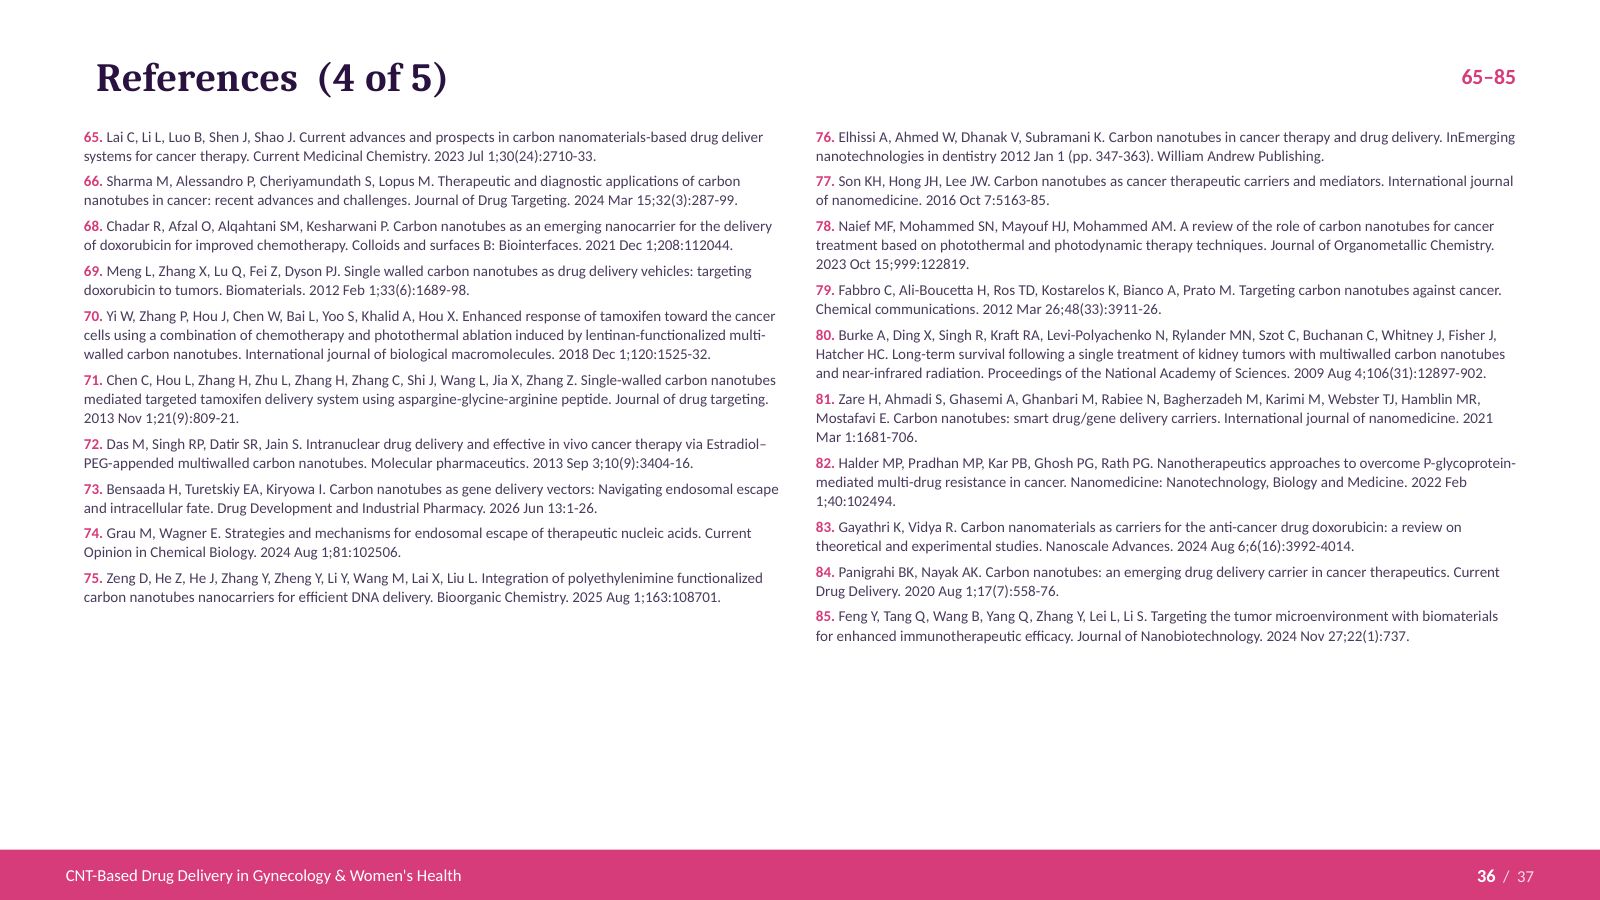 References (4 of 5)
65–85
65. Lai C, Li L, Luo B, Shen J, Shao J. Current advances and prospects in carbon nanomaterials-based drug deliver
systems for cancer therapy. Current Medicinal Chemistry. 2023 Jul 1;30(24):2710-33.
66. Sharma M, Alessandro P, Cheriyamundath S, Lopus M. Therapeutic and diagnostic applications of carbon
nanotubes in cancer: recent advances and challenges. Journal of Drug Targeting. 2024 Mar 15;32(3):287-99.
68. Chadar R, Afzal O, Alqahtani SM, Kesharwani P. Carbon nanotubes as an emerging nanocarrier for the delivery
of doxorubicin for improved chemotherapy. Colloids and surfaces B: Biointerfaces. 2021 Dec 1;208:112044.
69. Meng L, Zhang X, Lu Q, Fei Z, Dyson PJ. Single walled carbon nanotubes as drug delivery vehicles: targeting
doxorubicin to tumors. Biomaterials. 2012 Feb 1;33(6):1689-98.
70. Yi W, Zhang P, Hou J, Chen W, Bai L, Yoo S, Khalid A, Hou X. Enhanced response of tamoxifen toward the cancer
cells using a combination of chemotherapy and photothermal ablation induced by lentinan-functionalized multi-
walled carbon nanotubes. International journal of biological macromolecules. 2018 Dec 1;120:1525-32.
71. Chen C, Hou L, Zhang H, Zhu L, Zhang H, Zhang C, Shi J, Wang L, Jia X, Zhang Z. Single-walled carbon nanotubes
mediated targeted tamoxifen delivery system using aspargine-glycine-arginine peptide. Journal of drug targeting.
2013 Nov 1;21(9):809-21.
72. Das M, Singh RP, Datir SR, Jain S. Intranuclear drug delivery and effective in vivo cancer therapy via Estradiol–
PEG-appended multiwalled carbon nanotubes. Molecular pharmaceutics. 2013 Sep 3;10(9):3404-16.
73. Bensaada H, Turetskiy EA, Kiryowa I. Carbon nanotubes as gene delivery vectors: Navigating endosomal escape
and intracellular fate. Drug Development and Industrial Pharmacy. 2026 Jun 13:1-26.
74. Grau M, Wagner E. Strategies and mechanisms for endosomal escape of therapeutic nucleic acids. Current
Opinion in Chemical Biology. 2024 Aug 1;81:102506.
75. Zeng D, He Z, He J, Zhang Y, Zheng Y, Li Y, Wang M, Lai X, Liu L. Integration of polyethylenimine functionalized
carbon nanotubes nanocarriers for efficient DNA delivery. Bioorganic Chemistry. 2025 Aug 1;163:108701.
76. Elhissi A, Ahmed W, Dhanak V, Subramani K. Carbon nanotubes in cancer therapy and drug delivery. InEmerging
nanotechnologies in dentistry 2012 Jan 1 (pp. 347-363). William Andrew Publishing.
77. Son KH, Hong JH, Lee JW. Carbon nanotubes as cancer therapeutic carriers and mediators. International journal
of nanomedicine. 2016 Oct 7:5163-85.
78. Naief MF, Mohammed SN, Mayouf HJ, Mohammed AM. A review of the role of carbon nanotubes for cancer
treatment based on photothermal and photodynamic therapy techniques. Journal of Organometallic Chemistry.
2023 Oct 15;999:122819.
79. Fabbro C, Ali-Boucetta H, Ros TD, Kostarelos K, Bianco A, Prato M. Targeting carbon nanotubes against cancer.
Chemical communications. 2012 Mar 26;48(33):3911-26.
80. Burke A, Ding X, Singh R, Kraft RA, Levi-Polyachenko N, Rylander MN, Szot C, Buchanan C, Whitney J, Fisher J,
Hatcher HC. Long-term survival following a single treatment of kidney tumors with multiwalled carbon nanotubes
and near-infrared radiation. Proceedings of the National Academy of Sciences. 2009 Aug 4;106(31):12897-902.
81. Zare H, Ahmadi S, Ghasemi A, Ghanbari M, Rabiee N, Bagherzadeh M, Karimi M, Webster TJ, Hamblin MR,
Mostafavi E. Carbon nanotubes: smart drug/gene delivery carriers. International journal of nanomedicine. 2021
Mar 1:1681-706.
82. Halder MP, Pradhan MP, Kar PB, Ghosh PG, Rath PG. Nanotherapeutics approaches to overcome P-glycoprotein-
mediated multi-drug resistance in cancer. Nanomedicine: Nanotechnology, Biology and Medicine. 2022 Feb
1;40:102494.
83. Gayathri K, Vidya R. Carbon nanomaterials as carriers for the anti-cancer drug doxorubicin: a review on
theoretical and experimental studies. Nanoscale Advances. 2024 Aug 6;6(16):3992-4014.
84. Panigrahi BK, Nayak AK. Carbon nanotubes: an emerging drug delivery carrier in cancer therapeutics. Current
Drug Delivery. 2020 Aug 1;17(7):558-76.
85. Feng Y, Tang Q, Wang B, Yang Q, Zhang Y, Lei L, Li S. Targeting the tumor microenvironment with biomaterials
for enhanced immunotherapeutic efficacy. Journal of Nanobiotechnology. 2024 Nov 27;22(1):737.
CNT-Based Drug Delivery in Gynecology & Women's Health
36 / 37